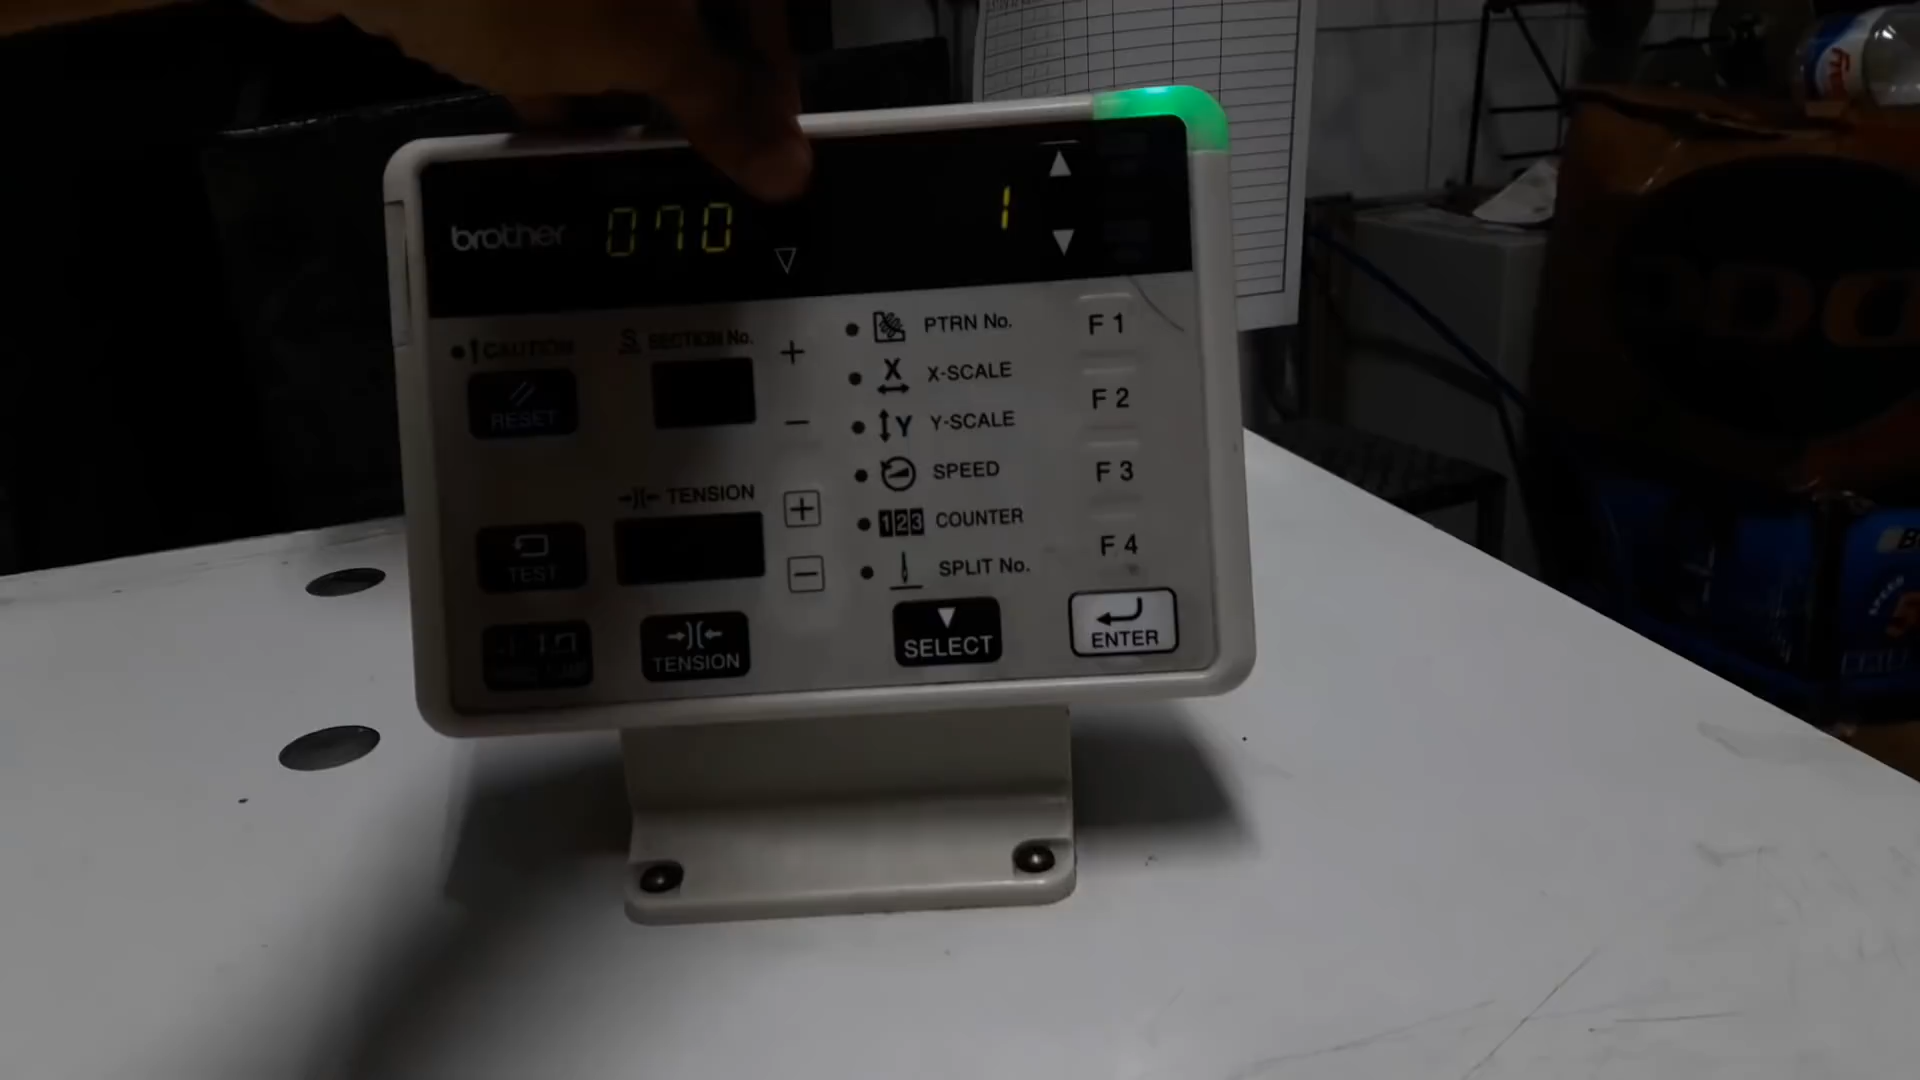 brother 070 1
! CAUTION
S SECTION No. +
-
RESET
TENSION +
-
TEST
TENSION
PTRN No.
X X-SCALE
Y Y-SCALE
SPEED
123 COUNTER
SPLIT No.
SELECT
F 1
F 2
F 3
F 4
ENTER